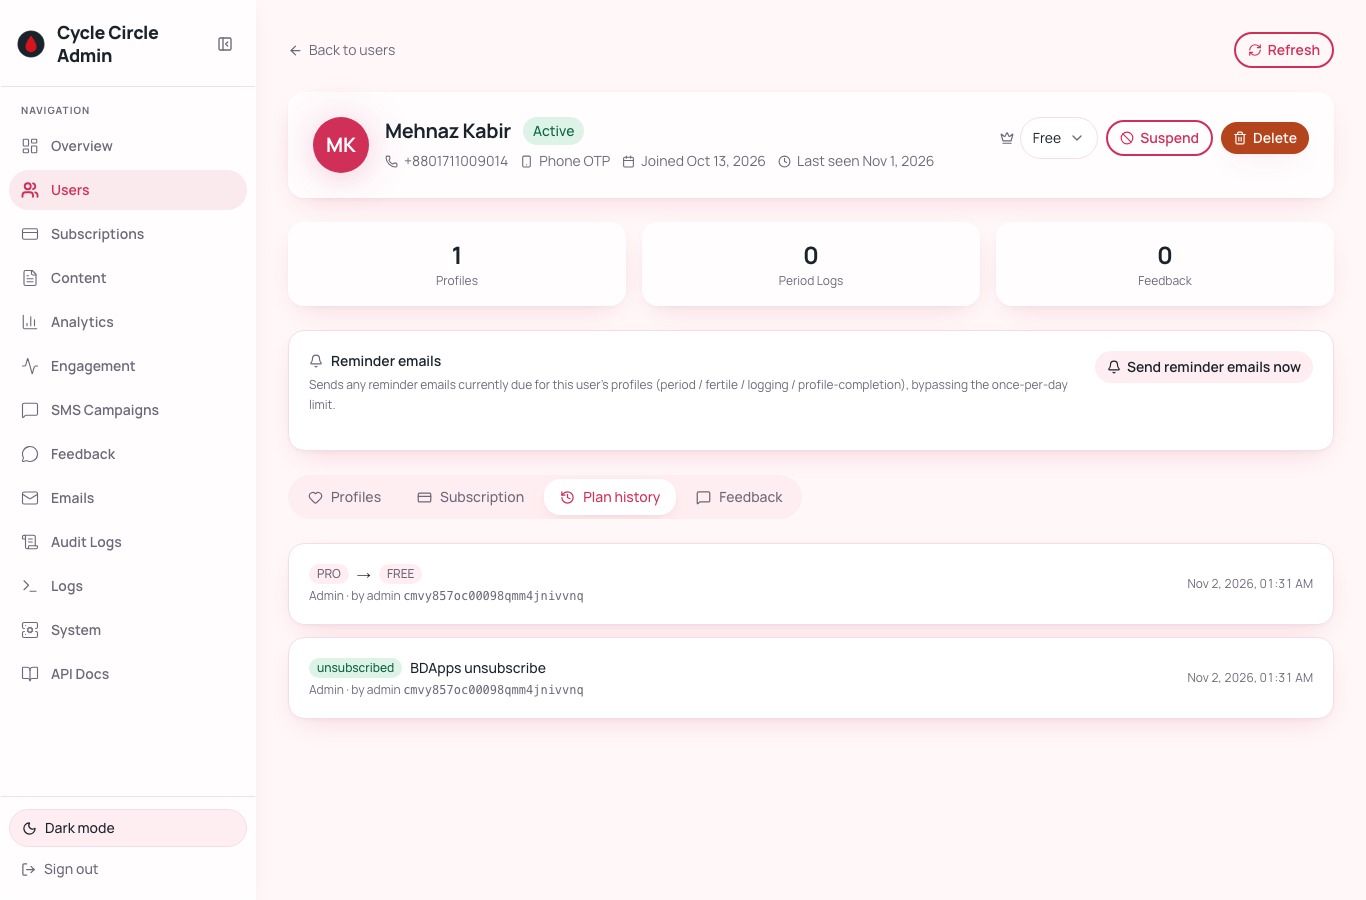 Cycle Circle
Admin
NAVIGATION
Overview
Users
Subscriptions
Content
Analytics
Engagement
SMS Campaigns
Feedback
Emails
Audit Logs
Logs
System
API Docs
Dark mode
Sign out
Back to users
Refresh
MK
Mehnaz Kabir Active
+8801711009014 Phone OTP Joined Oct 13, 2026 Last seen Nov 1, 2026
Free
Suspend
Delete
1
Profiles
0
Period Logs
0
Feedback
Reminder emails
Sends any reminder emails currently due for this user's profiles (period / fertile / logging / profile-completion), bypassing the once-per-day
limit.
Send reminder emails now
Profiles Subscription Plan history Feedback
PRO → FREE
Admin · by admin cmvy857oc00098qmm4jnivvnq
Nov 2, 2026, 01:31 AM
unsubscribed BDApps unsubscribe
Admin · by admin cmvy857oc00098qmm4jnivvnq
Nov 2, 2026, 01:31 AM